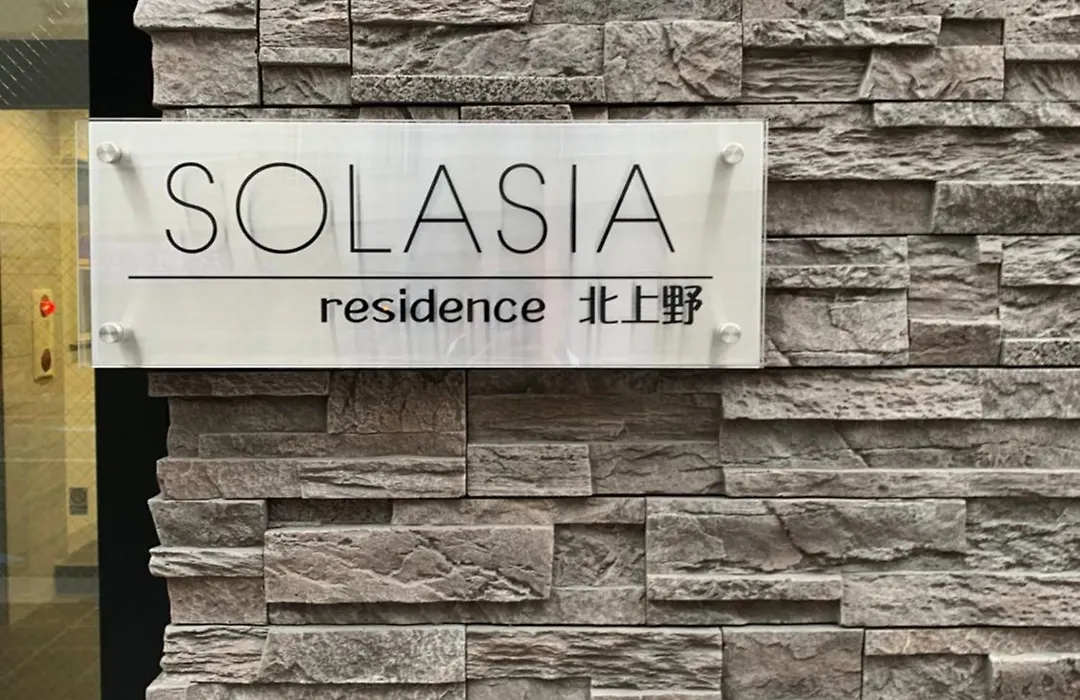 SOLASIA
residence 北上野